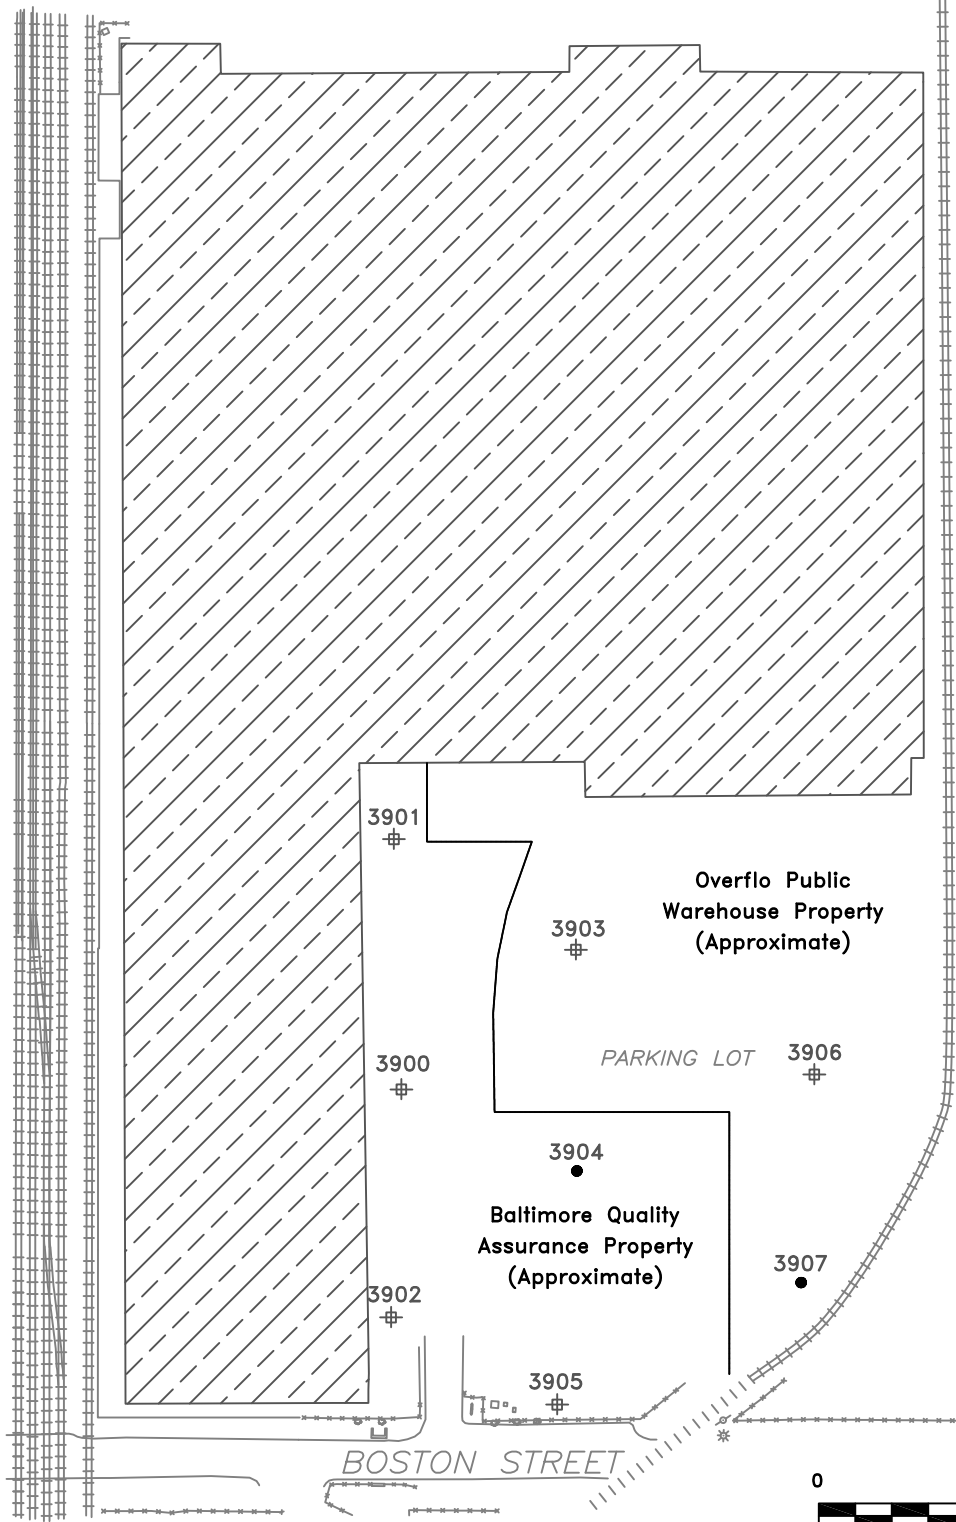 3901
Overflo Public
Warehouse Property
(Approximate)
3903
PARKING LOT
3906
3900
3904
Baltimore Quality
Assurance Property
(Approximate)
3907
3902
3905
BOSTON STREET
0